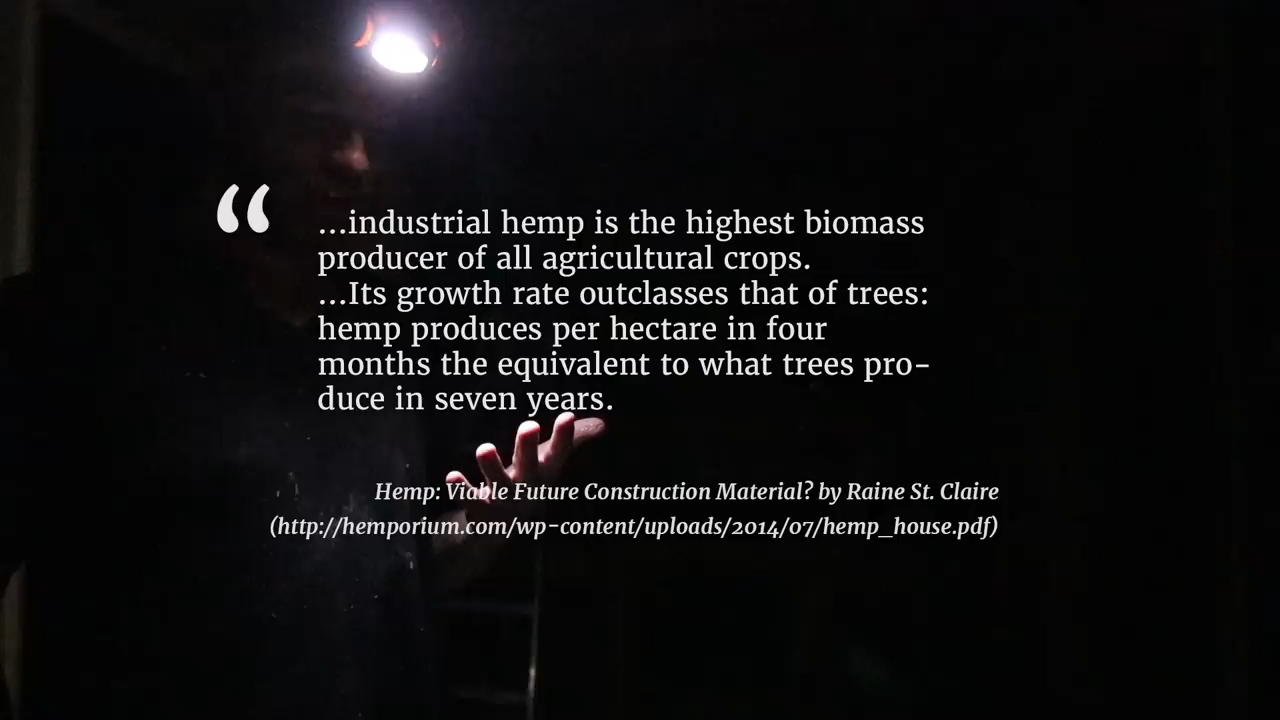 “
...industrial hemp is the highest biomass
producer of all agricultural crops.
...Its growth rate outclasses that of trees:
hemp produces per hectare in four
months the equivalent to what trees pro-
duce in seven years.
Hemp: Viable Future Construction Material? by Raine St. Claire
(http://hemporium.com/wp-content/uploads/2014/07/hemp_house.pdf)